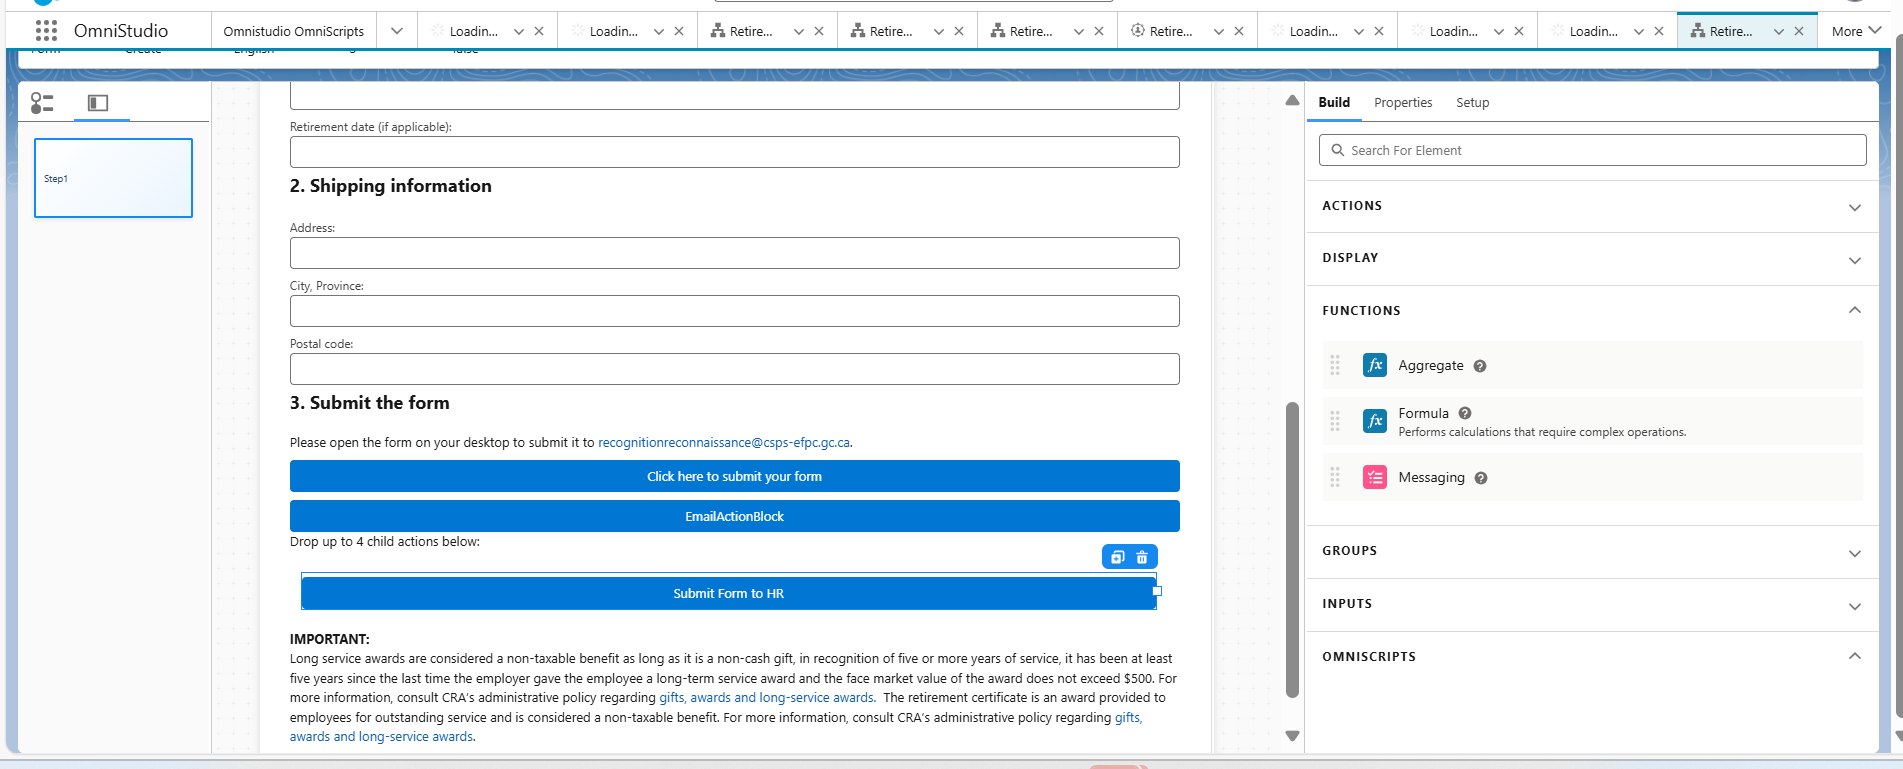 OmniStudio
Omnistudio OmniScripts
Loadin...
Loadin...
Retire...
Retire...
Retire...
Retire...
Loadin...
Loadin...
Loadin...
Retire...
More
Step1
Retirement date (if applicable):
2. Shipping information
Address:
City, Province:
Postal code:
3. Submit the form
Please open the form on your desktop to submit it to recognitionreconnaissance@csps-efpc.gc.ca.
Click here to submit your form
EmailActionBlock
Drop up to 4 child actions below:
Submit Form to HR
IMPORTANT:
Long service awards are considered a non-taxable benefit as long as it is a non-cash gift, in recognition of five or more years of service, it has been at least
five years since the last time the employer gave the employee a long-term service award and the face market value of the award does not exceed $500. For
more information, consult CRA's administrative policy regarding gifts, awards and long-service awards. The retirement certificate is an award provided to
employees for outstanding service and is considered a non-taxable benefit. For more information, consult CRA's administrative policy regarding gifts,
awards and long-service awards.
Build
Properties
Setup
Search For Element
ACTIONS
DISPLAY
FUNCTIONS
fx Aggregate ?
fx Formula ?
Performs calculations that require complex operations.
Messaging ?
GROUPS
INPUTS
OMNISCRIPTS